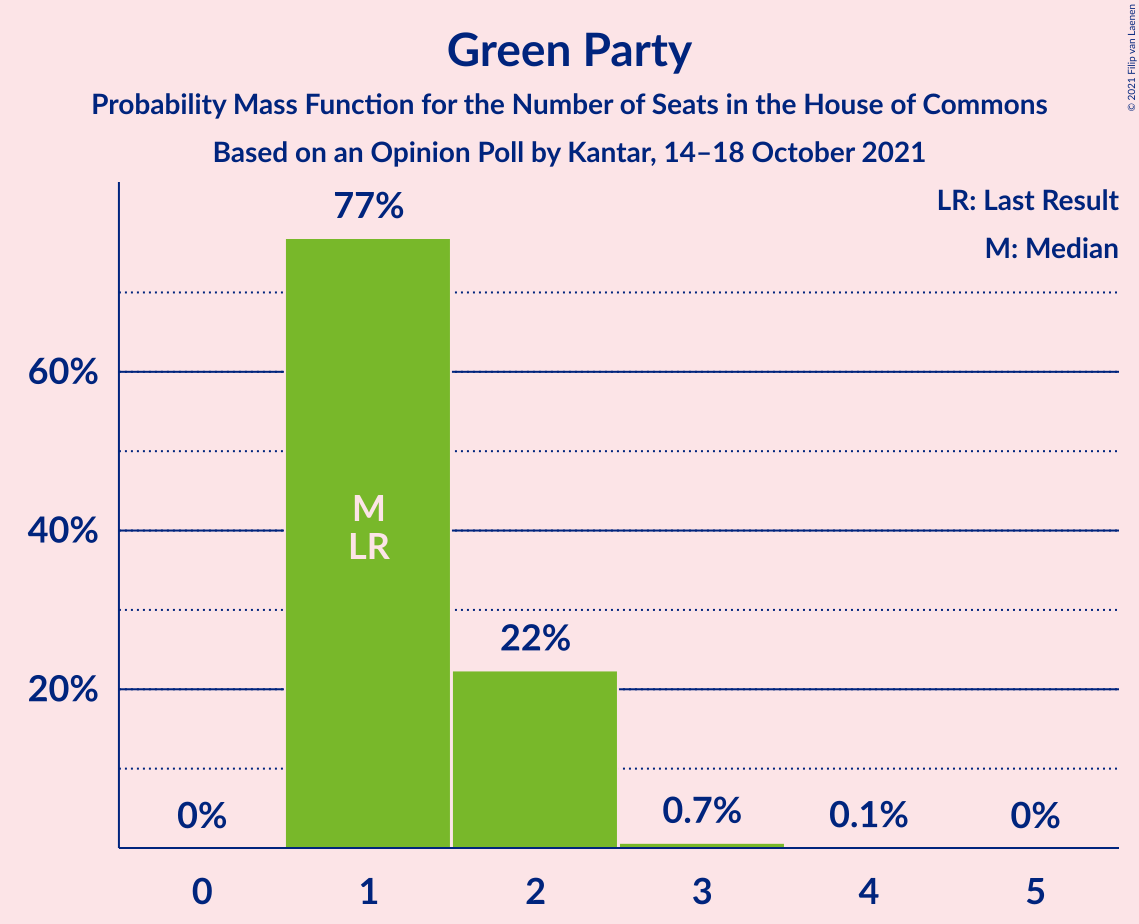 Green Party
Probability Mass Function for the Number of Seats in the House of Commons
Based on an Opinion Poll by Kantar, 14–18 October 2021
© 2021 Filip van Laenen
LR: Last Result
M: Median
77%
60%
M
40%
LR
22%
20%
0%
0.7%
0.1%
0%
0 1 2 3 4 5